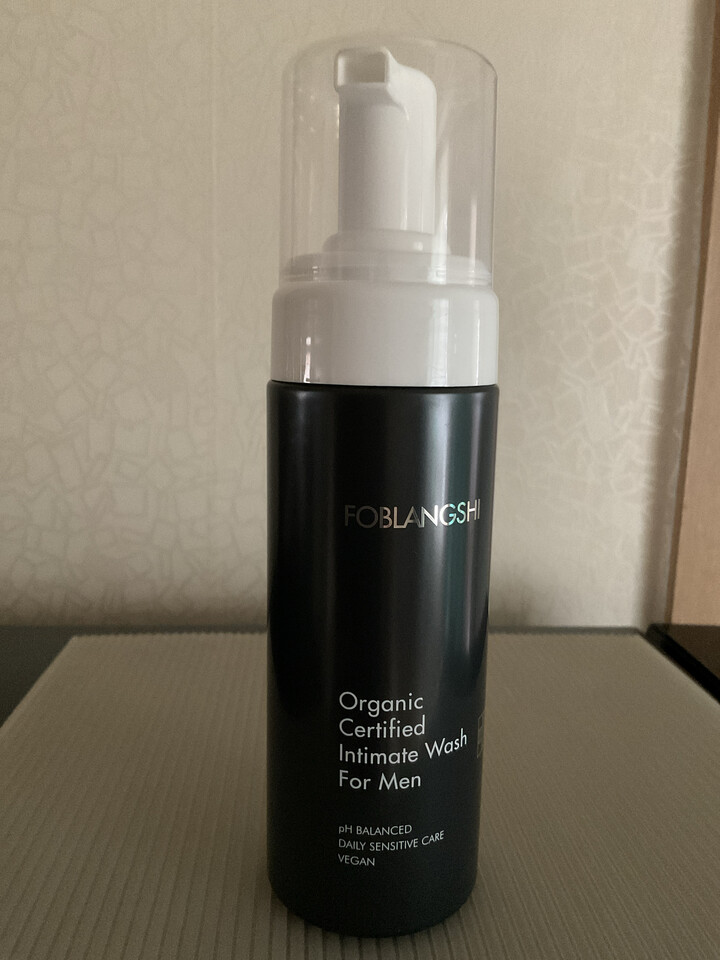 FOBLANGSHI
Organic
Certified
Intimate Wash
For Men
pH BALANCED
DAILY SENSITIVE CARE
VEGAN